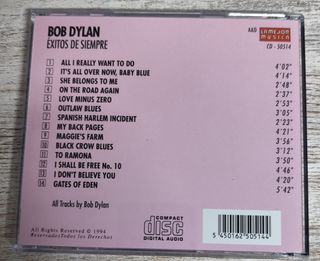 BOB DYLAN
ÉXITOS DE SIEMPRE
AAD LA MEJOR MUSICA
CD - 50514
1 ALL I REALLY WANT TO DO 4'02"
2 IT'S ALL OVER NOW, BABY BLUE 4'14"
3 SHE BELONGS TO ME 2'48"
4 ON THE ROAD AGAIN 2'37"
5 LOVE MINUS ZERO 2'53"
6 OUTLAW BLUES 3'05"
7 SPANISH HARLEM INCIDENT 2'23"
8 MY BACK PAGES 4'21"
9 MAGGIE'S FARM 3'56"
10 BLACK CROW BLUES 3'12"
11 TO RAMONA 3'50"
12 I SHALL BE FREE No. 10 4'46"
13 I DON'T BELIEVE YOU 4'20"
14 GATES OF EDEN 5'42"
All Tracks by Bob Dylan
All Rights Reserved © 1994
Reservados Todos los Derechos
COMPACT
disc
DIGITAL AUDIO
5 450162 505144